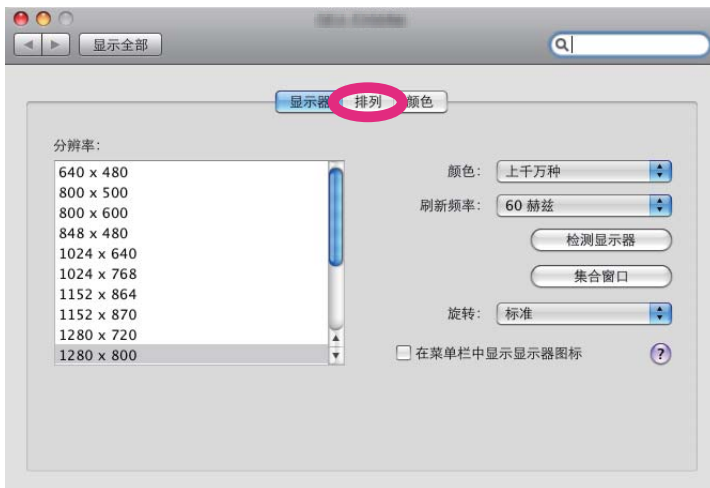 显示全部
显示器 排列 颜色
分辨率：
640 x 480
800 x 500
800 x 600
848 x 480
1024 x 640
1024 x 768
1152 x 864
1152 x 870
1280 x 720
1280 x 800
颜色： 上千万种
刷新频率： 60 赫兹
检测显示器
集合窗口
旋转： 标准
在菜单栏中显示显示器图标
?